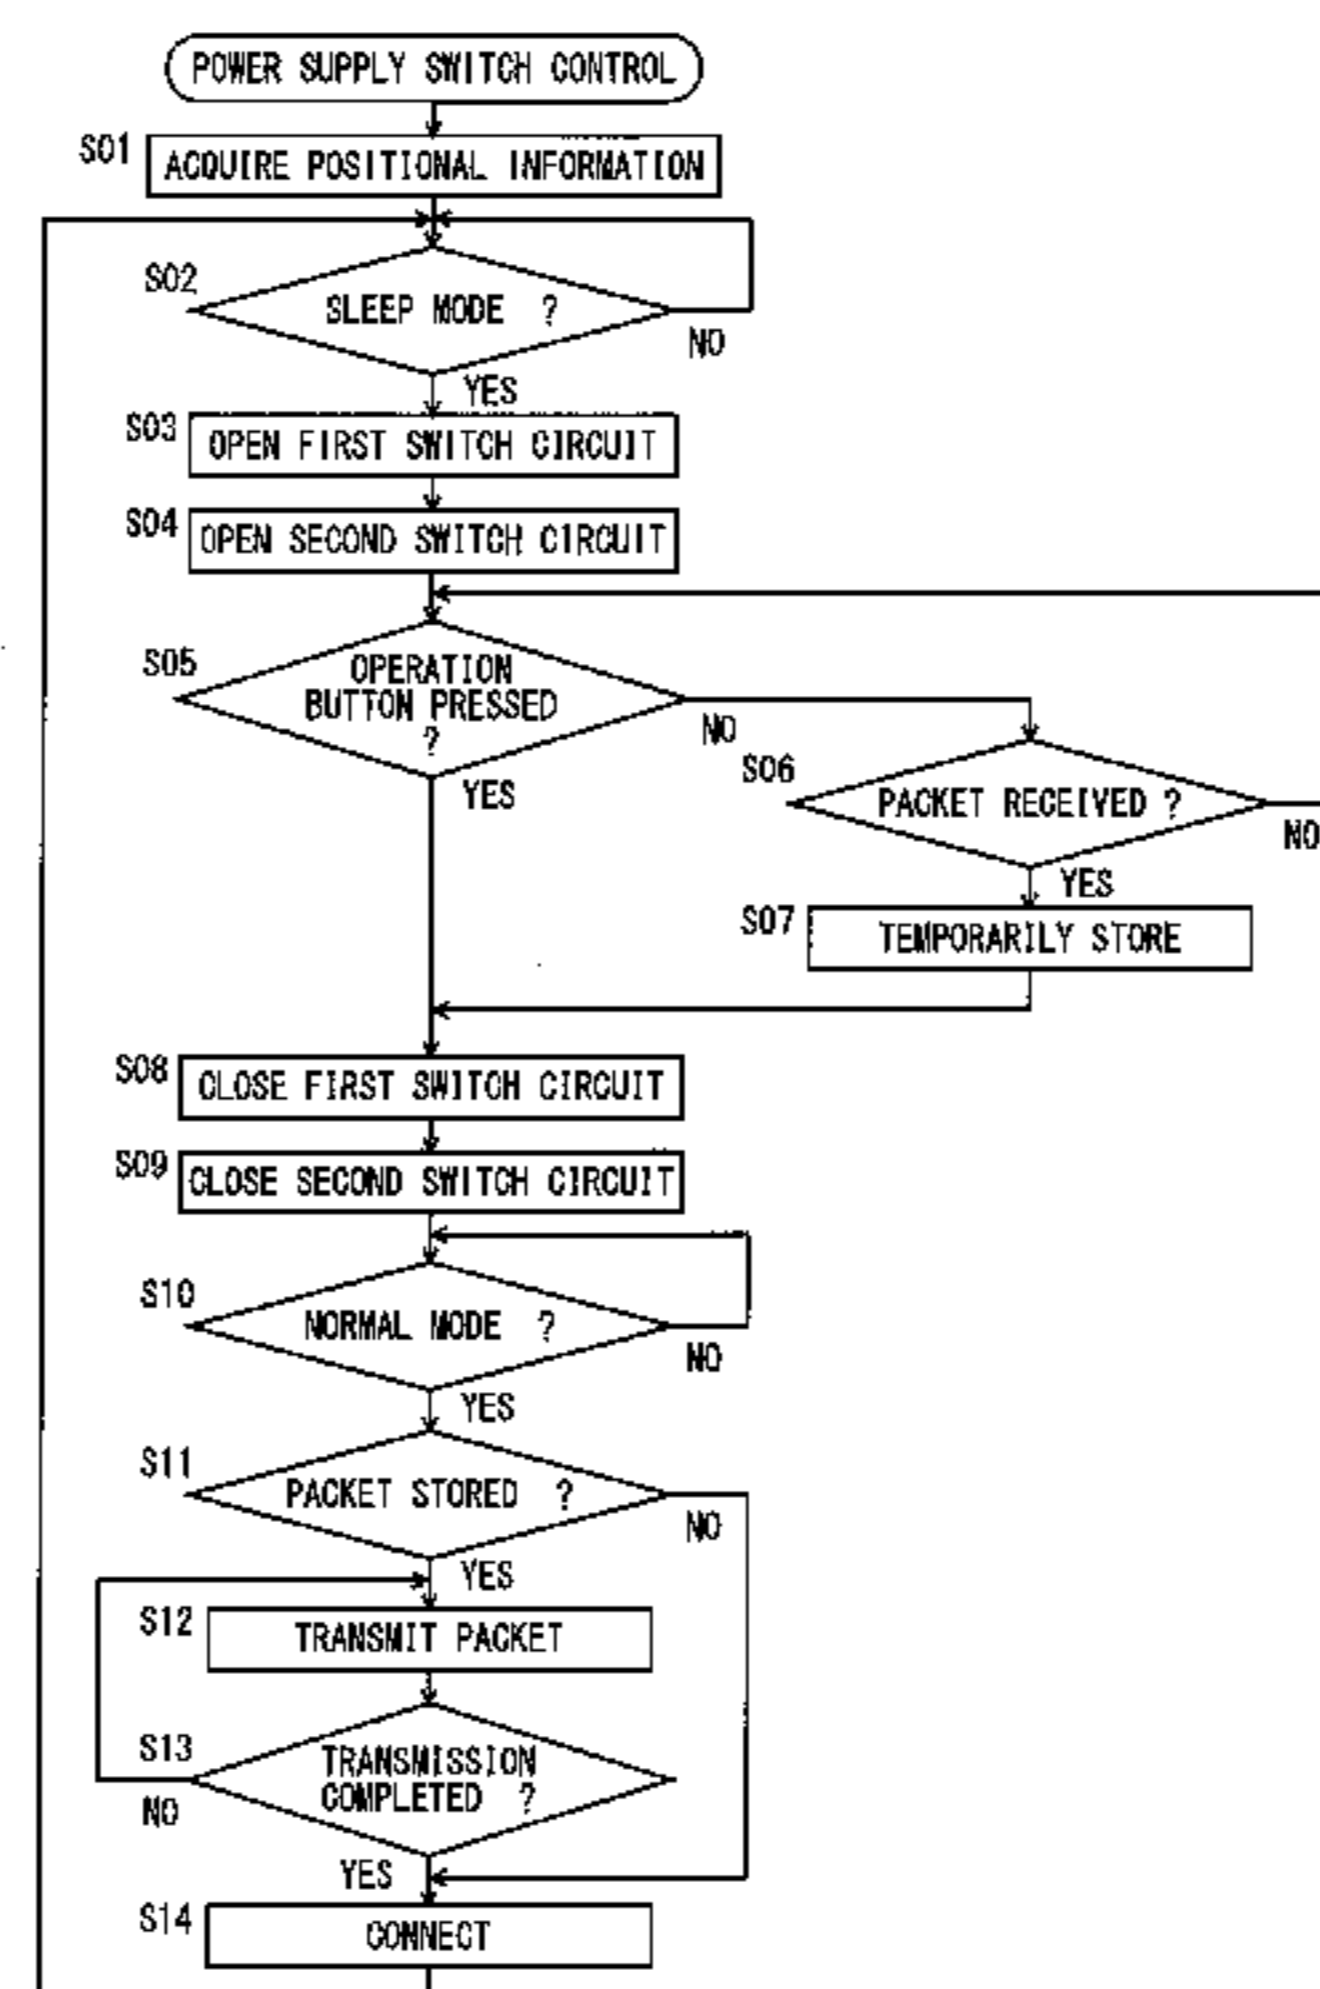 POWER SUPPLY SWITCH CONTROL
S01
ACQUIRE POSITIONAL INFORMATION
S02
SLEEP MODE ?
NO
YES
S03
OPEN FIRST SWITCH CIRCUIT
S04
OPEN SECOND SWITCH CIRCUIT
S05
OPERATION
BUTTON PRESSED
?
NO
YES
S06
PACKET RECEIVED ?
NO
YES
S07
TEMPORARILY STORE
S08
CLOSE FIRST SWITCH CIRCUIT
S09
CLOSE SECOND SWITCH CIRCUIT
S10
NORMAL MODE ?
NO
YES
S11
PACKET STORED ?
NO
YES
S12
TRANSMIT PACKET
S13
TRANSMISSION
COMPLETED ?
NO
YES
S14
CONNECT